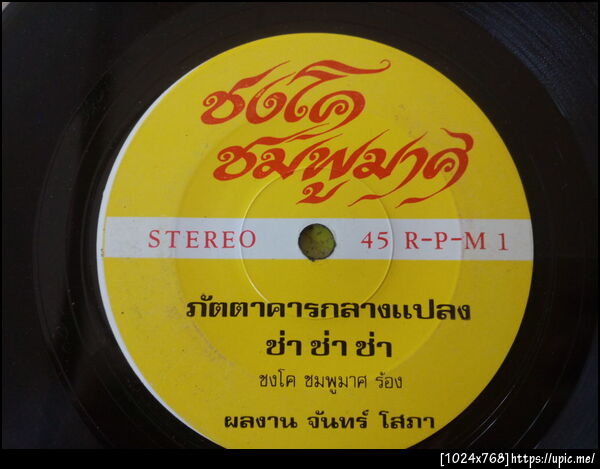 ชงโค
ชมพูมาศ
STEREO 45 R-P-M 1
ภัตตาคารกลางแปลง
ช่า ช่า ช่า
ชงโค ชมพูมาศ ร้อง
ผลงาน จันทร์ โสภา
[1024x768]https://upic.me/